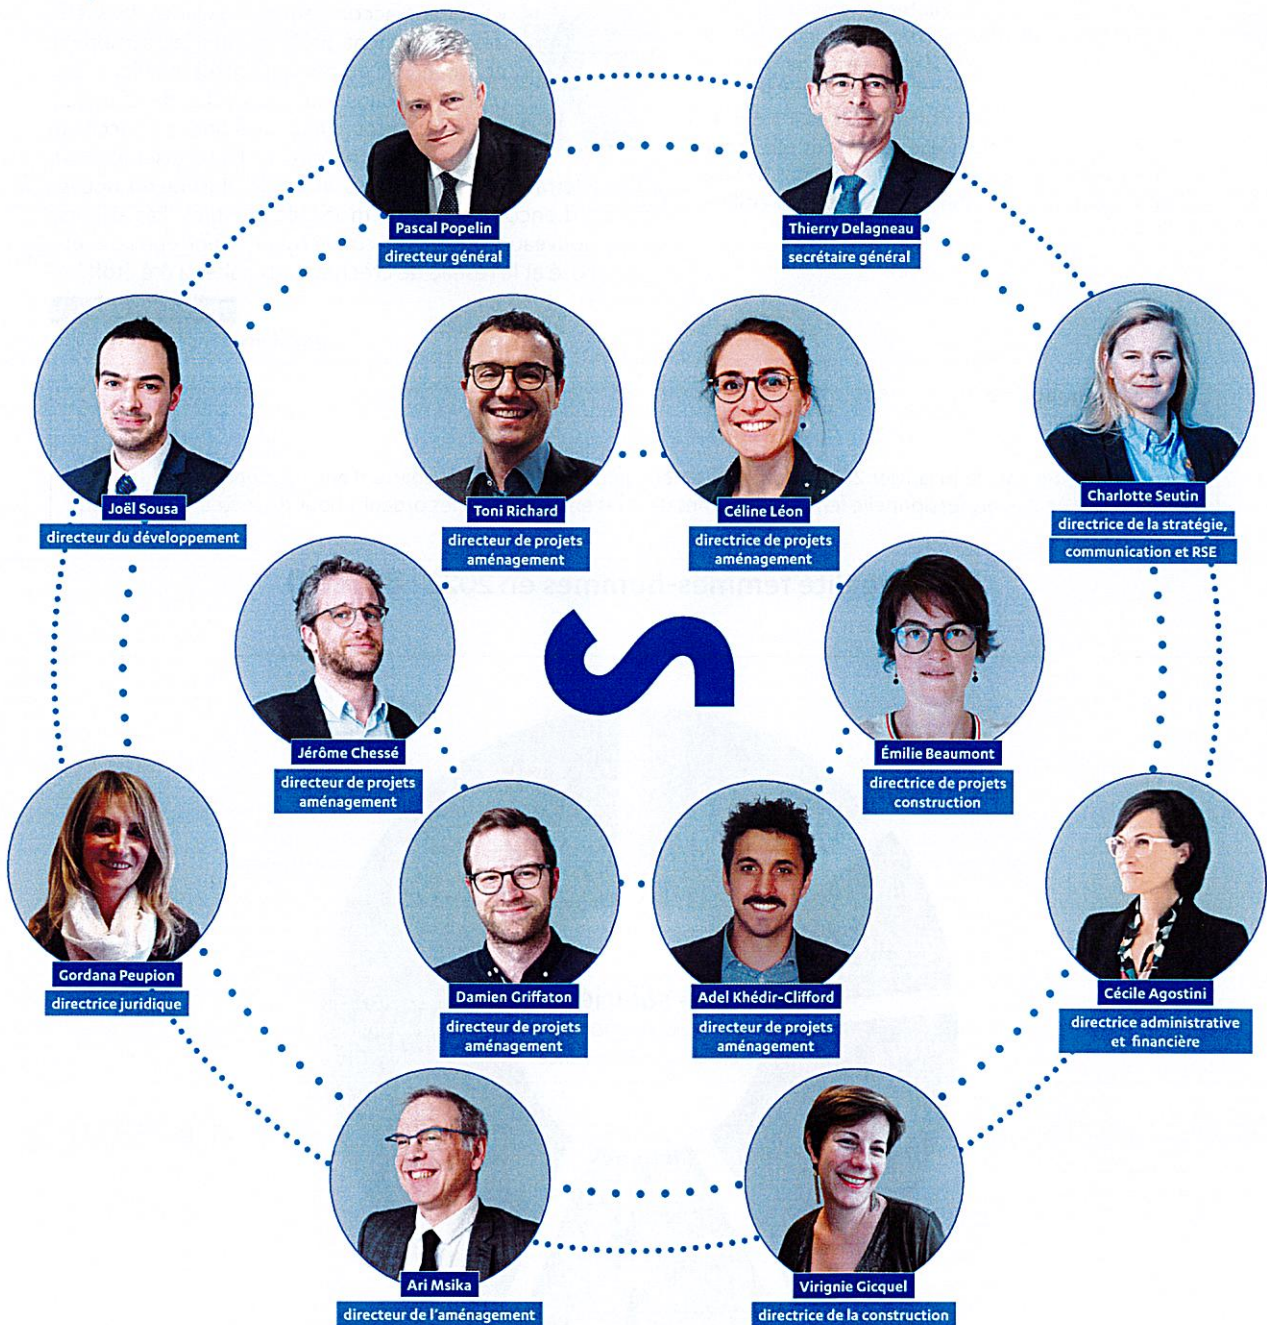 Pascal Popelin
directeur général
Thierry Delagneau
secrétaire général
Joël Sousa
directeur du développement
Toni Richard
directeur de projets
aménagement
Céline Léon
directrice de projets
aménagement
Charlotte Seutin
directrice de la stratégie,
communication et RSE
Jérôme Chessé
directeur de projets
aménagement
Émilie Beaumont
directrice de projets
construction
Gordana Peupion
directrice juridique
Damien Griffaton
directeur de projets
aménagement
Adel Khédir-Clifford
directeur de projets
aménagement
Cécile Agostini
directrice administrative
et financière
Ari Msika
directeur de l'aménagement
Virignie Gicquel
directrice de la construction